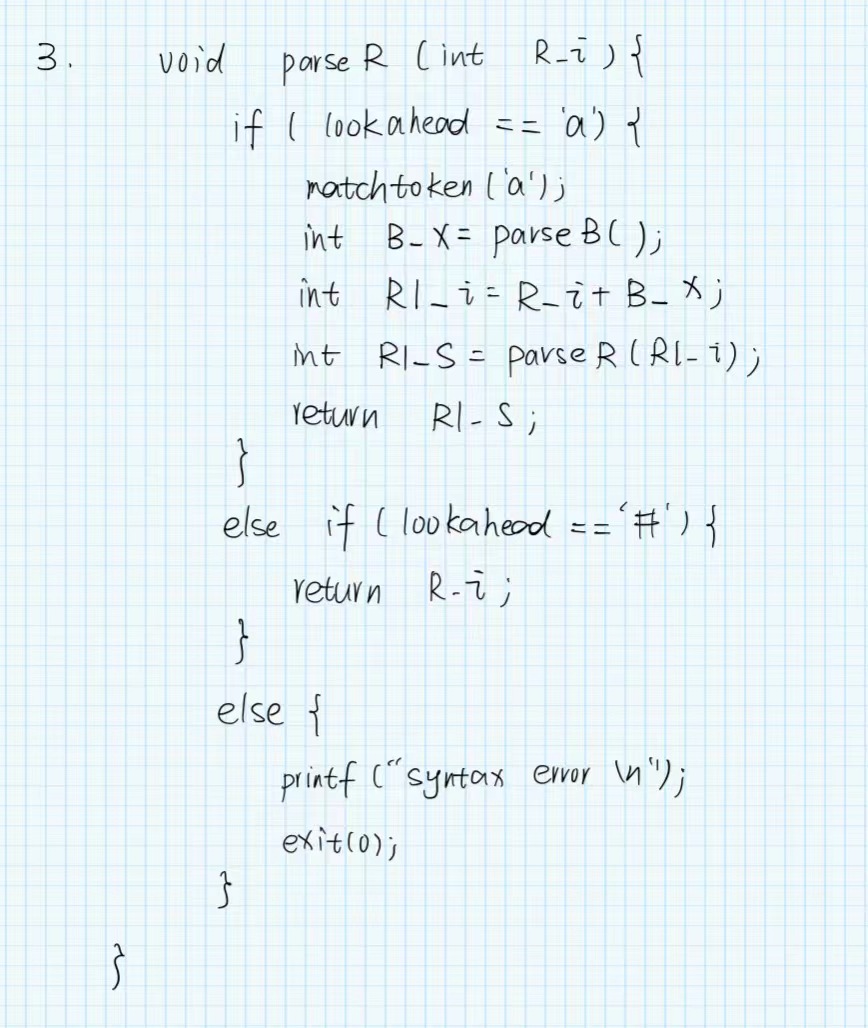 3. void parseR (int R_i) {
if ( lookahead == 'a') {
matchtoken ('a');
int B_X = parseB( );
int R1_i = R_i + B_X;
int R1_S = parseR (R1_i);
return R1_S;
}
else if ( lookahead == '#') {
return R_i;
}
else {
printf ("syntax error \n");
exit(0);
}
}